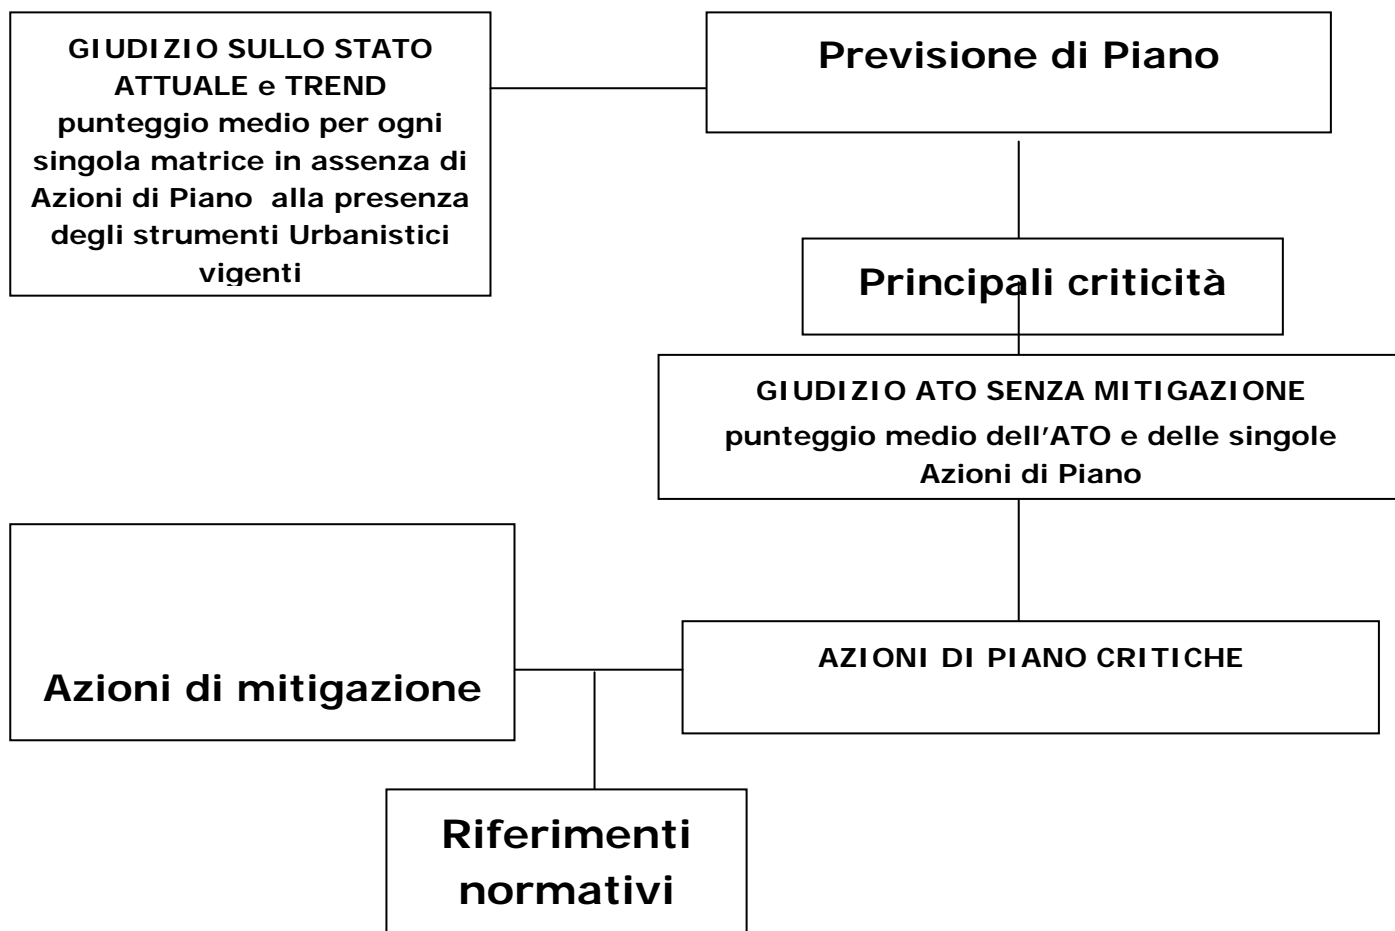 GIUDIZIO SULLO STATO
ATTUALE e TREND
punteggio medio per ogni
singola matrice in assenza di
Azioni di Piano  alla presenza
degli strumenti Urbanistici
vigenti
Previsione di Piano
Principali criticità
GIUDIZIO ATO SENZA MITIGAZIONE
punteggio medio dell’ATO e delle singole
Azioni di Piano
Azioni di mitigazione
AZIONI DI PIANO CRITICHE
Riferimenti
normativi